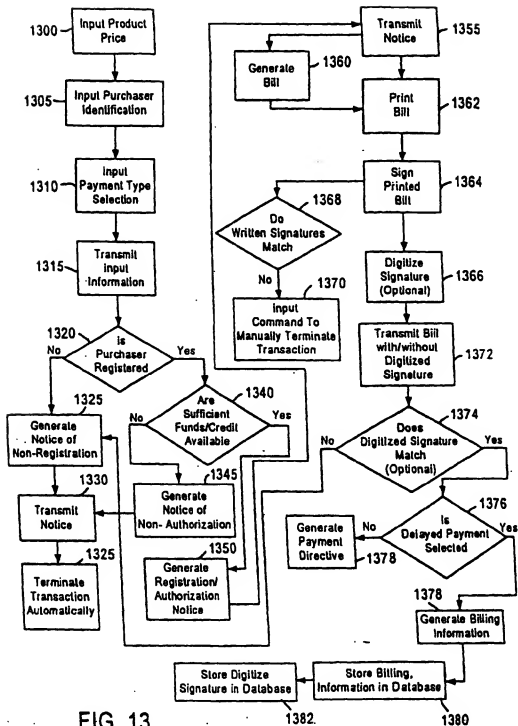 1300
Input Product
Price
1305
Input Purchaser
Identification
1310
Input
Payment Type
Selection
1315
Transmit
Input
Information
1320
Is
Purchaser
Registered
No
Yes
1325
Generate
Notice of
Non-Registration
1330
Transmit
Notice
1325
Terminate
Transaction
Automatically
1340
Are
Sufficient
Funds/Credit
Available
No
Yes
1345
Generate
Notice of
Non-Authorization
1350
Generate
Registration/
Authorization
Notice
1355
Transmit
Notice
1360
Generate
Bill
1362
Print
Bill
1364
Sign
Printed
Bill
1368
Do
Written Signatures
Match
No
1370
Input
Command To
Manually Terminate
Transaction
1366
Digitize
Signature
(Optional)
1372
Transmit Bill
with/without
Digitized
Signature
1374
Does
Digitized Signature
Match
(Optional)
No
Yes
1376
Is
Delayed Payment
Selected
No
Yes
Generate
Payment
Directive
1378
1378
Generate Billing
Information
Store Billing,
Information in Database
1380
Store Digitize
Signature in Database
1382.
FIG. 13